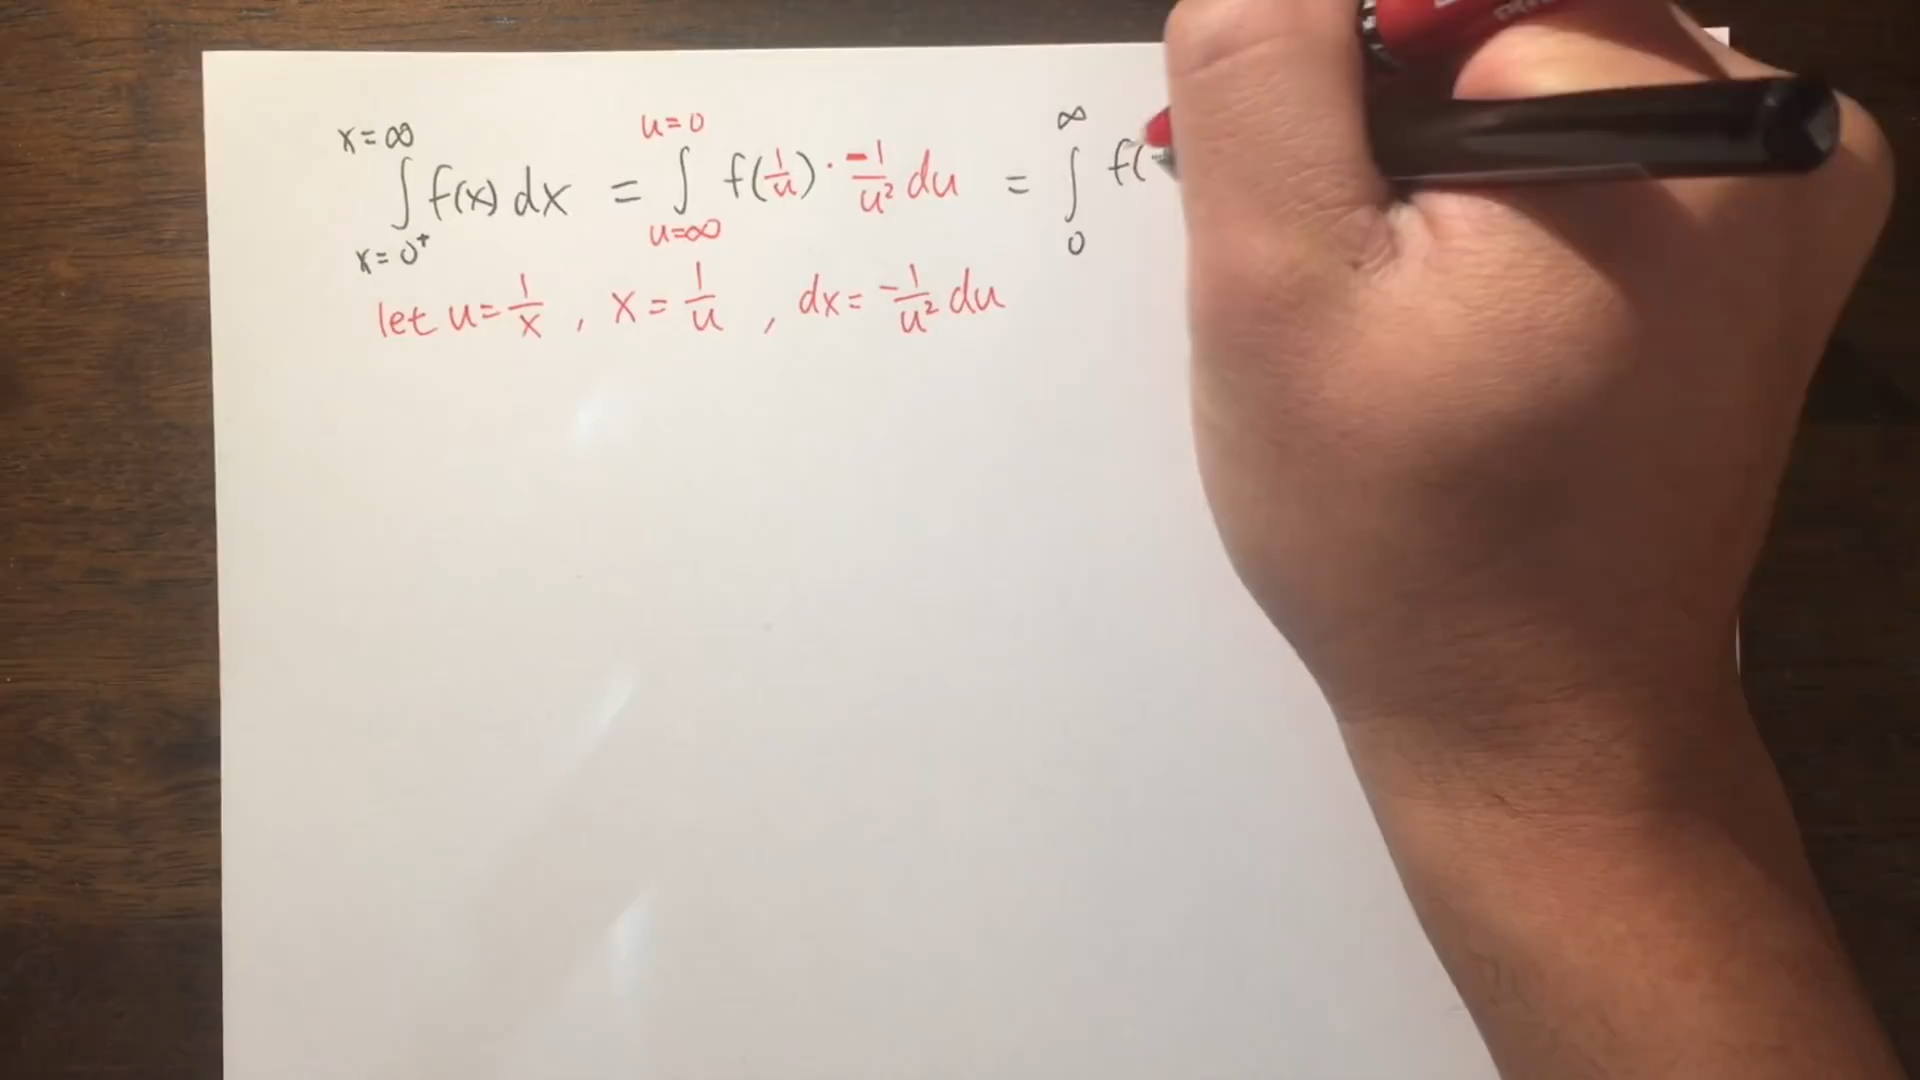 x=∞ u=0 ∞
∫ f(x) dx = ∫ f(1/u) · -1/u² du = ∫ f(
x=0⁺ u=∞ 0
let u=1/x , x=1/u , dx=-1/u² du